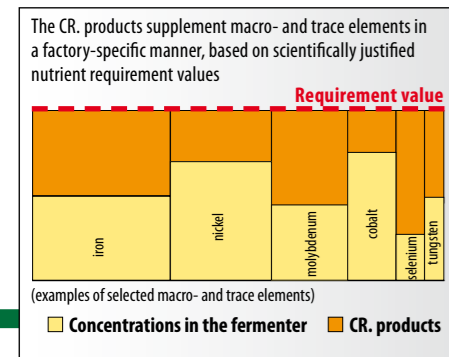 The CR. products supplement macro- and trace elements in
a factory-specific manner, based on scientifically justified
nutrient requirement values
Requirement value
iron
nickel
molybdenum
cobalt
selenium
tungsten
(examples of selected macro- and trace elements)
Concentrations in the fermenter
CR. products